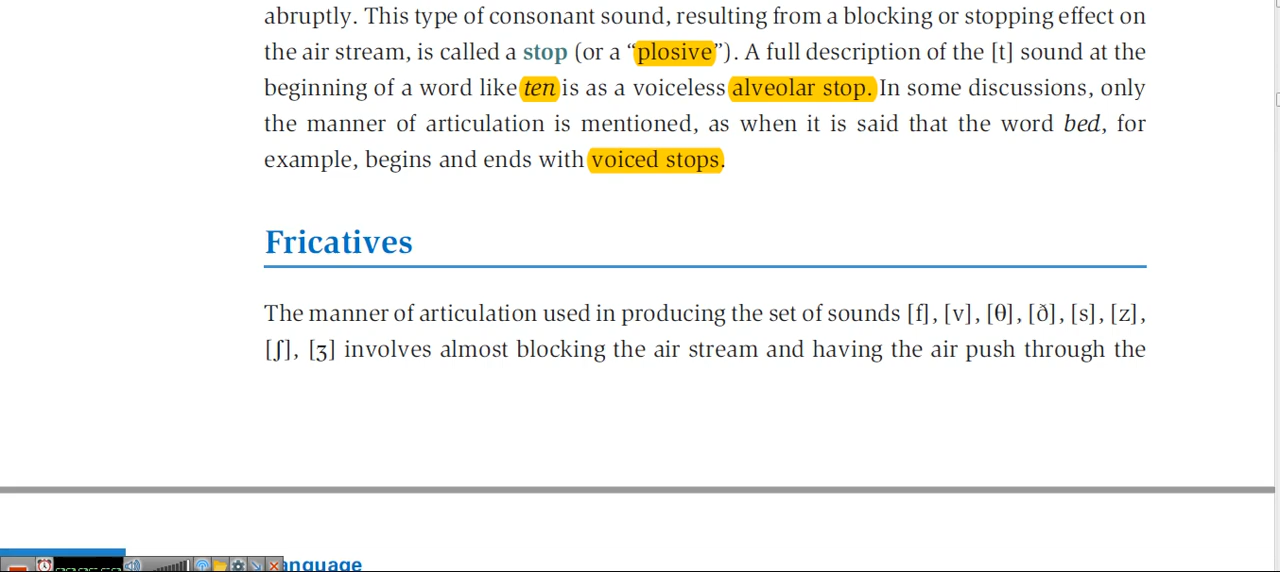 abruptly. This type of consonant sound, resulting from a blocking or stopping effect on
the air stream, is called a stop (or a “plosive”). A full description of the [t] sound at the
beginning of a word like ten is as a voiceless alveolar stop. In some discussions, only
the manner of articulation is mentioned, as when it is said that the word bed, for
example, begins and ends with voiced stops.
Fricatives
The manner of articulation used in producing the set of sounds [f], [v], [θ], [ð], [s], [z],
[ʃ], [ʒ] involves almost blocking the air stream and having the air push through the